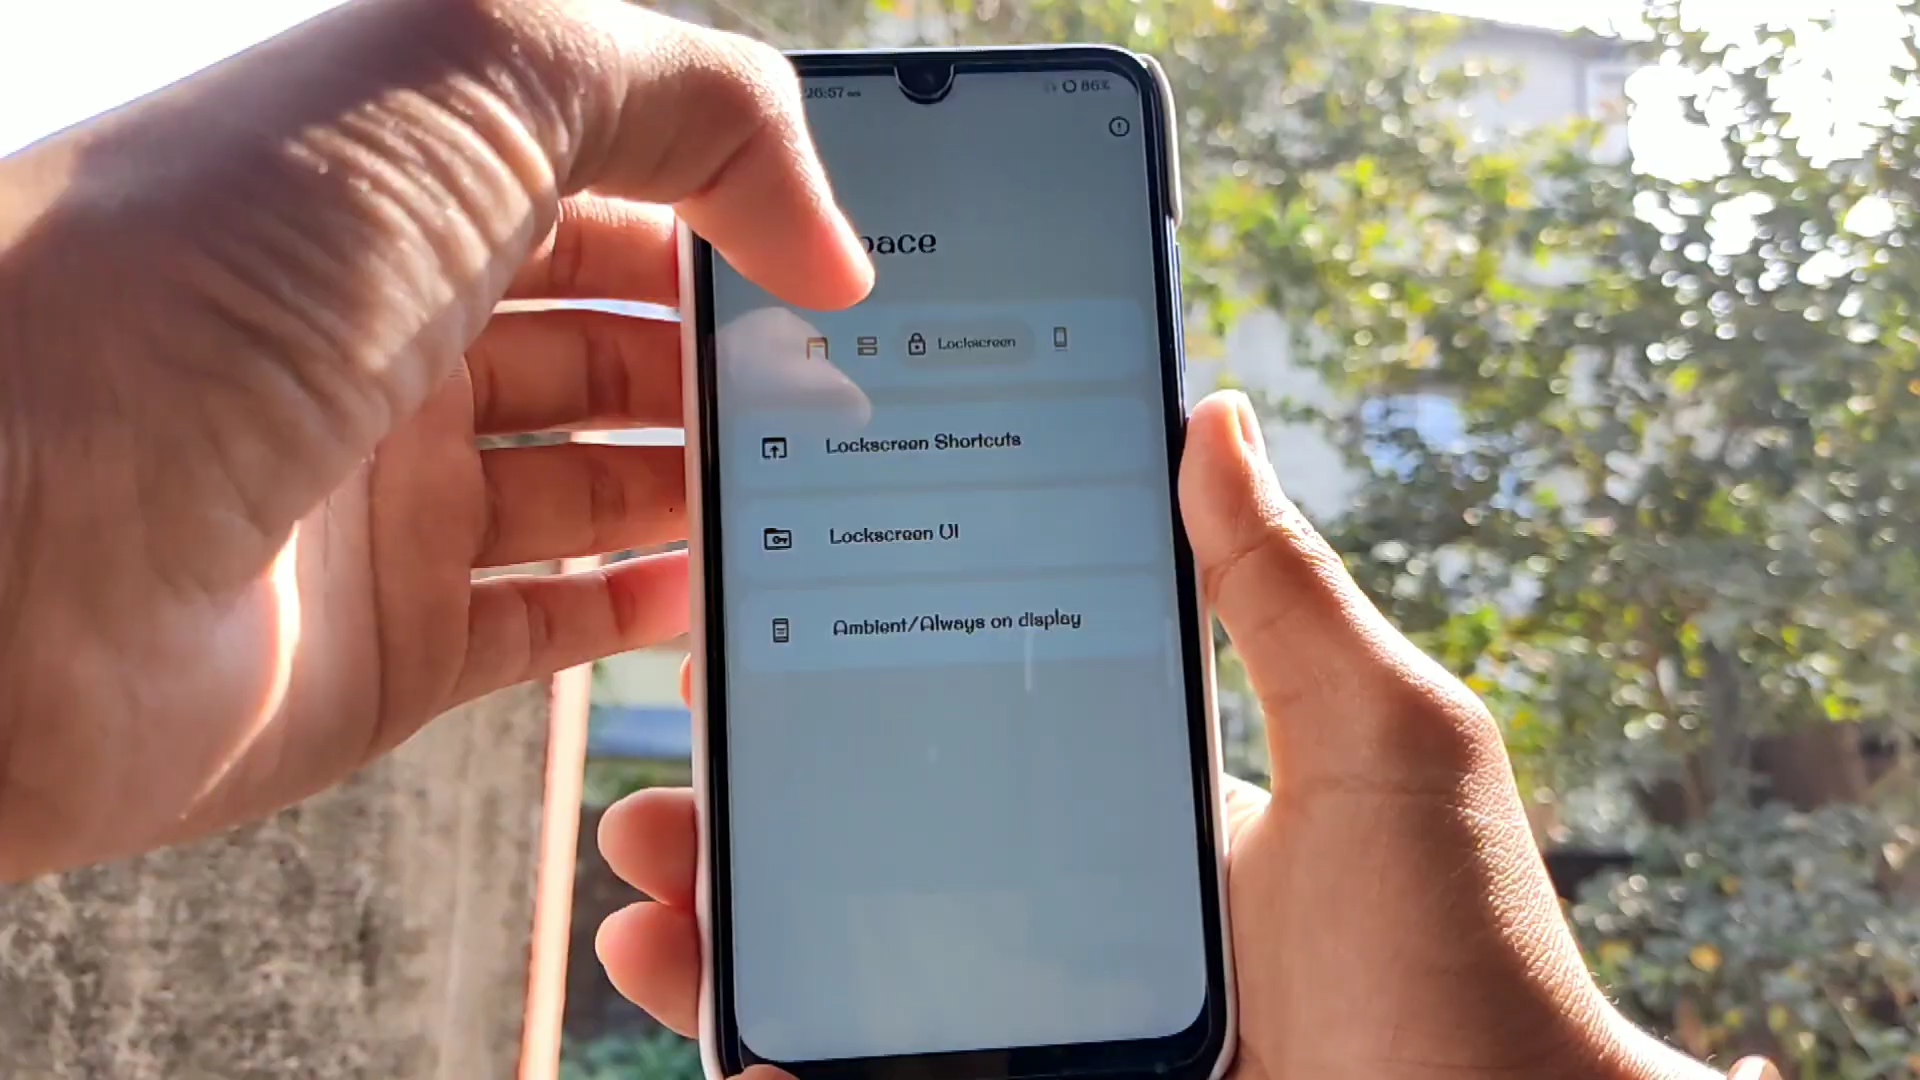 26:57
86%
pace
Lockscreen
Lockscreen Shortcuts
Lockscreen UI
Ambient/Always on display